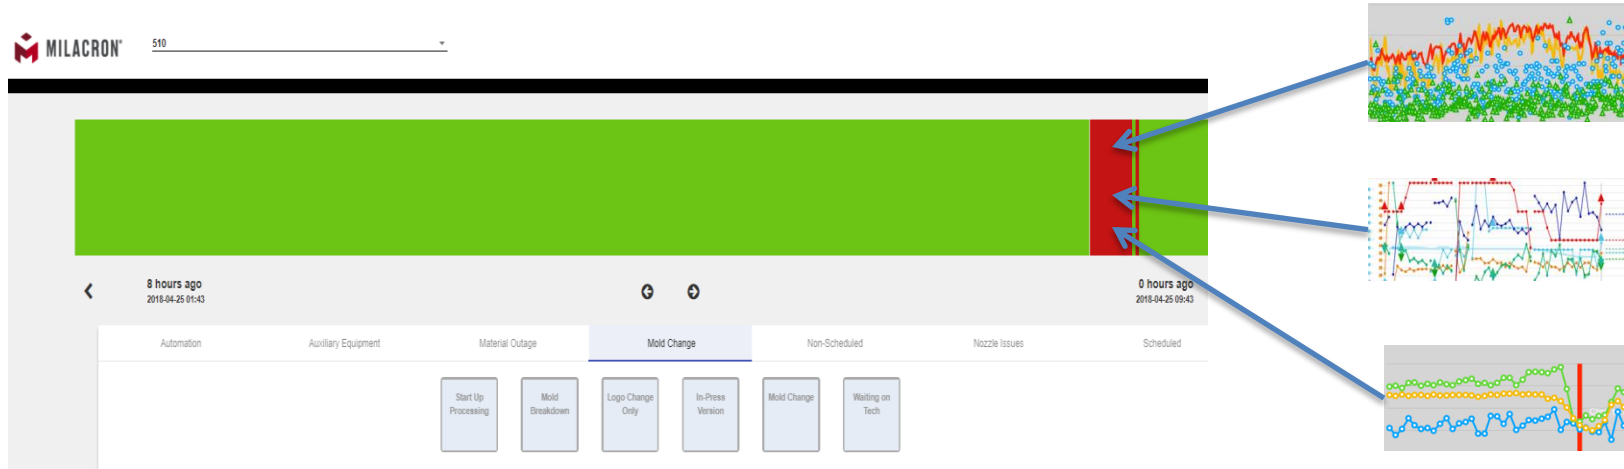 MILACRON®
510
8 hours ago
2018-04-25 01:43
0 hours ago
2018-04-25 09:43
Automation
Auxiliary Equipment
Material Outage
Mold Change
Non-Scheduled
Nozzle Issues
Scheduled
Start Up
Processing
Mold
Breakdown
Logo Change
Only
In-Press
Version
Mold Change
Waiting on
Tech